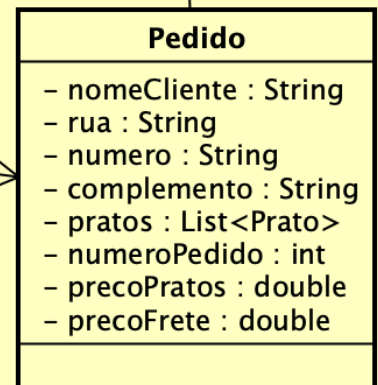 Pedido
– nomeCliente : String
– rua : String
– numero : String
– complemento : String
– pratos : List<Prato>
– numeroPedido : int
– precoPratos : double
– precoFrete : double